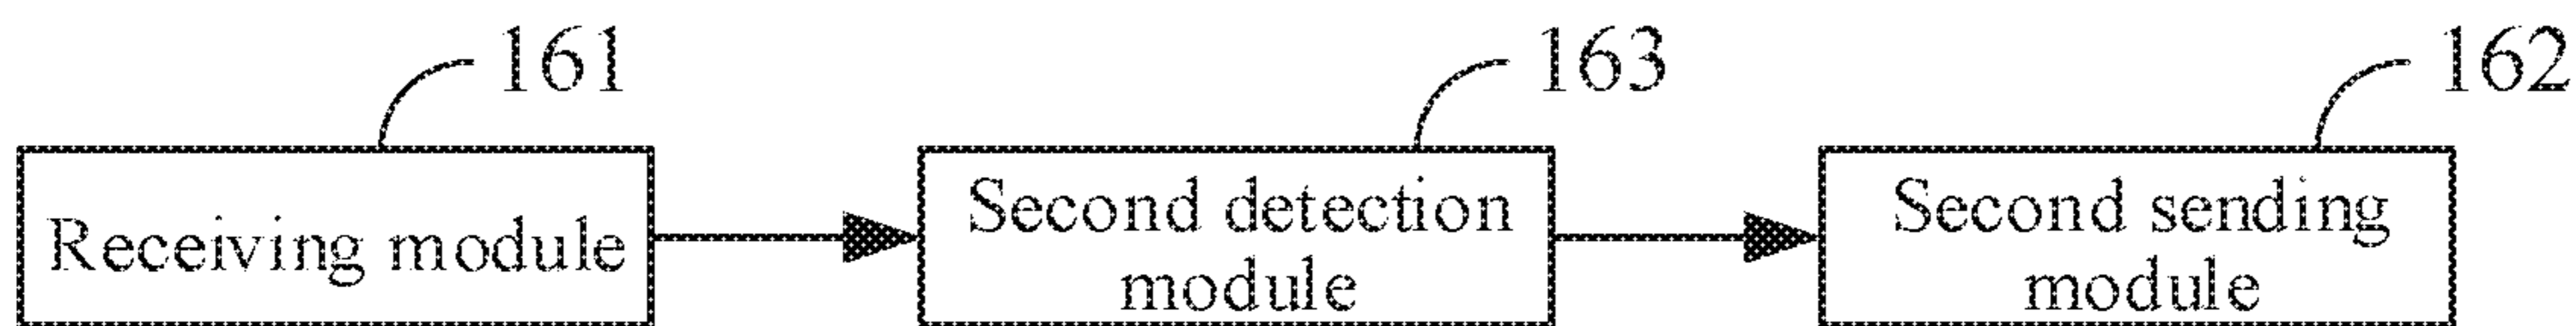 161
163
162
Receiving module
Second detection
module
Second sending
module